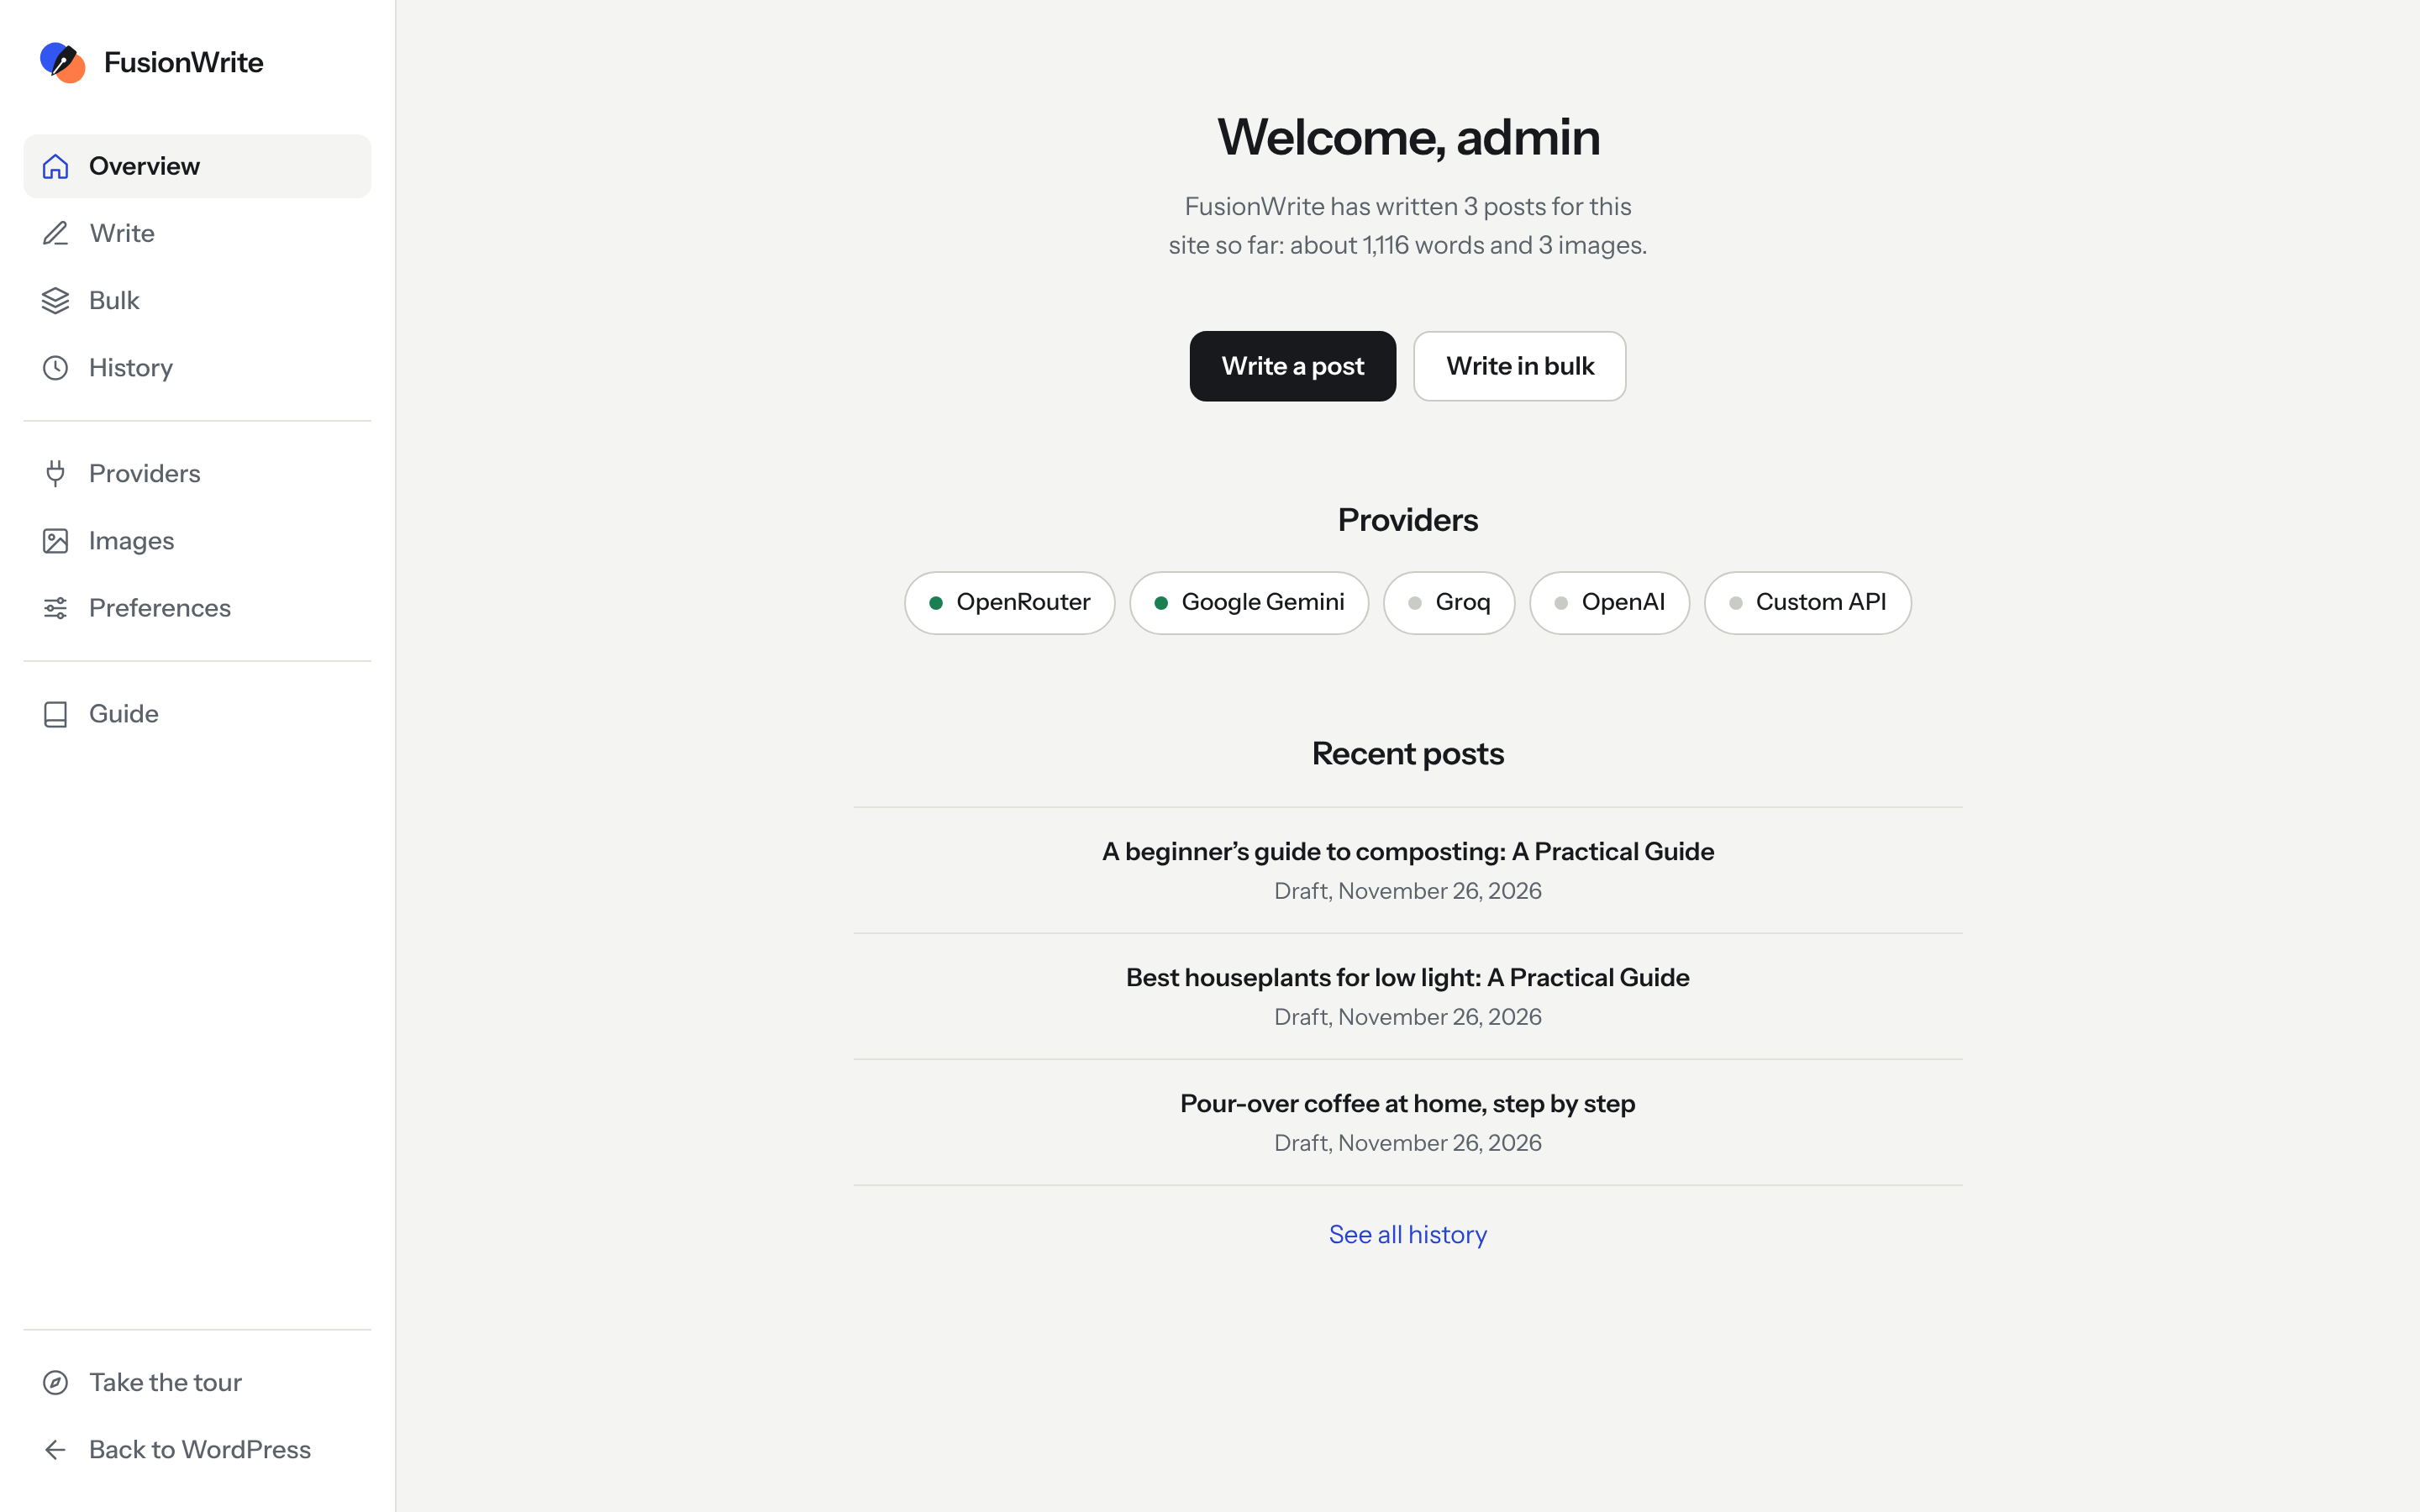 FusionWrite
Overview
Write
Bulk
History
Providers
Images
Preferences
Guide
Take the tour
Back to WordPress
Welcome, admin
FusionWrite has written 3 posts for this
site so far: about 1,116 words and 3 images.
Write a post
Write in bulk
Providers
OpenRouter
Google Gemini
Groq
OpenAI
Custom API
Recent posts
A beginner’s guide to composting: A Practical Guide
Draft, November 26, 2026
Best houseplants for low light: A Practical Guide
Draft, November 26, 2026
Pour-over coffee at home, step by step
Draft, November 26, 2026
See all history